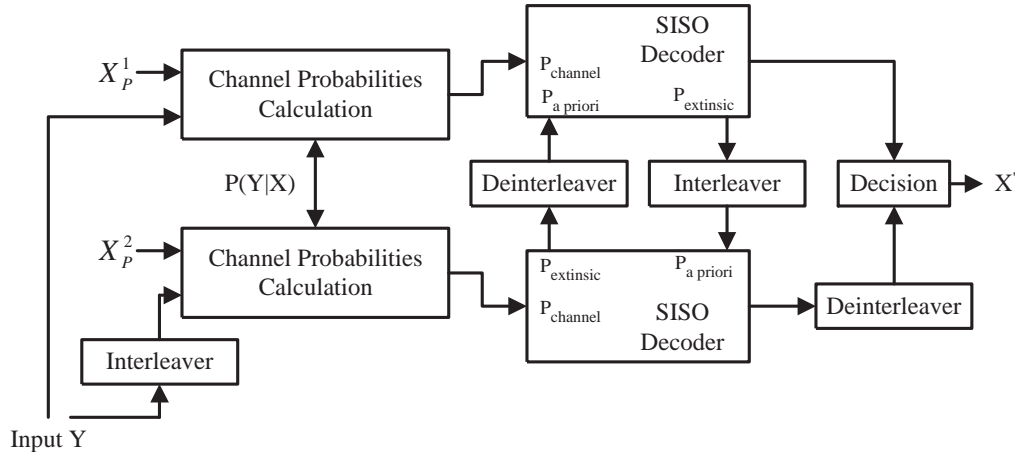 SISO
Decoder
X_P^1
Channel Probabilities
Calculation
P_channel
P_a priori
P_extinsic
P(Y|X)
Deinterleaver
Interleaver
Decision
X'
X_P^2
Channel Probabilities
Calculation
P_extinsic
P_a priori
P_channel
SISO
Decoder
Deinterleaver
Interleaver
Input Y